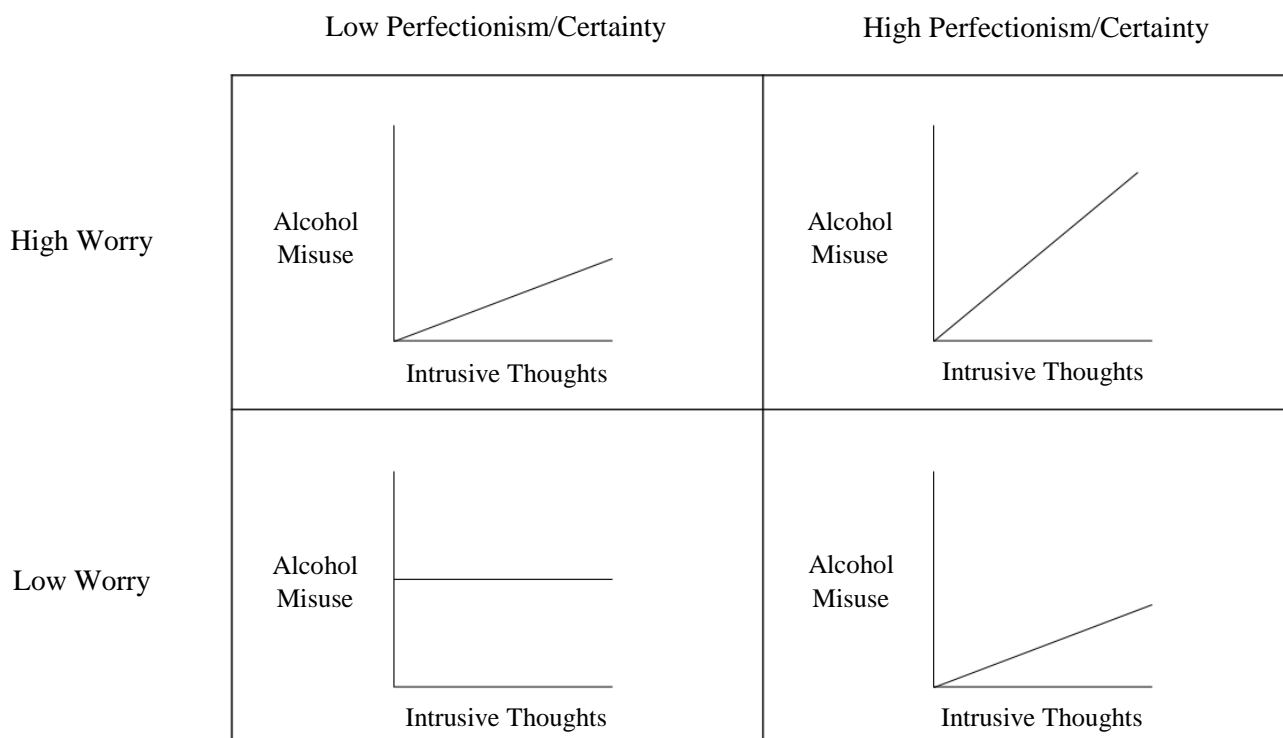 Low Perfectionism/Certainty
High Perfectionism/Certainty
High Worry
Alcohol
Misuse
Intrusive Thoughts
Alcohol
Misuse
Intrusive Thoughts
Low Worry
Alcohol
Misuse
Intrusive Thoughts
Alcohol
Misuse
Intrusive Thoughts